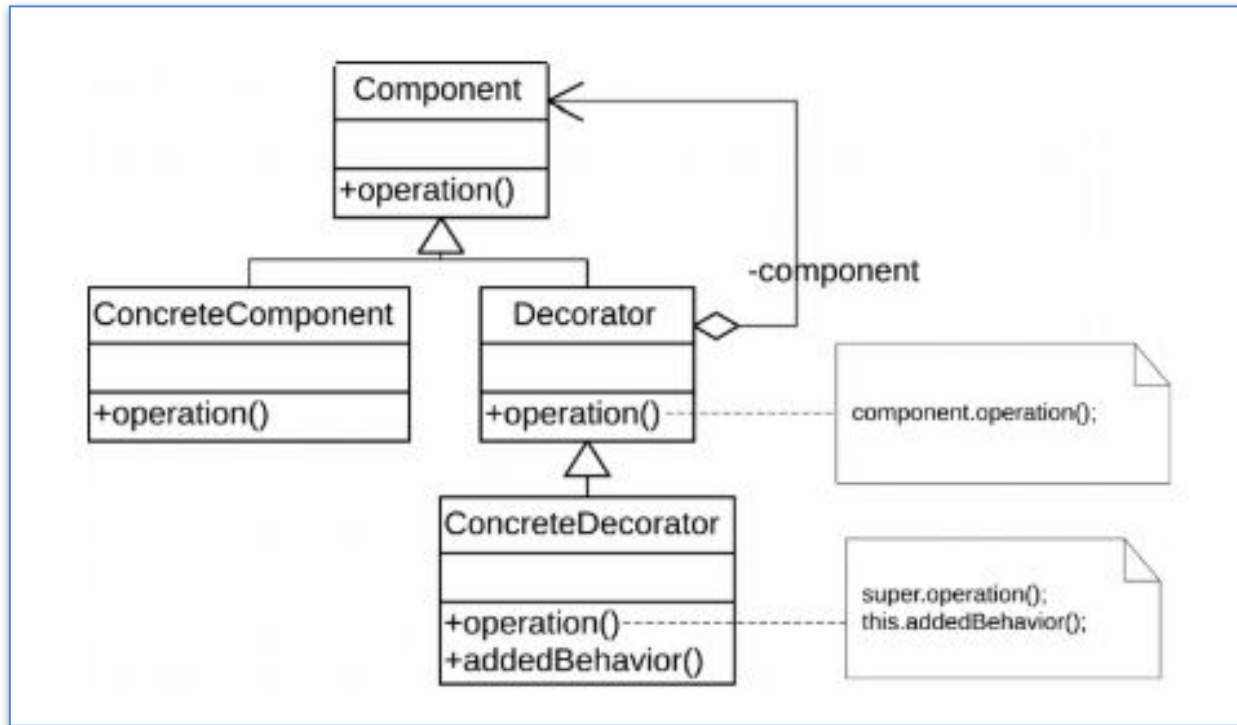 Component
+operation()
-component
ConcreteComponent
+operation()
Decorator
+operation()
component.operation();
ConcreteDecorator
+operation()
+addedBehavior()
super.operation();
this.addedBehavior();